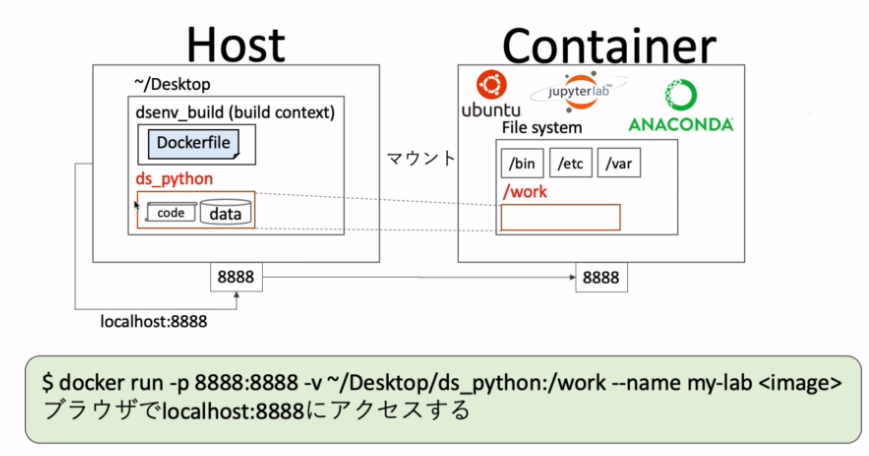 Host
Container
~/Desktop
dsenv_build (build context)
Dockerfile
ds_python
code
data
マウント
ubuntu
jupyterlab
ANACONDA
File system
/bin
/etc
/var
/work
8888
8888
localhost:8888
$ docker run -p 8888:8888 -v ~/Desktop/ds_python:/work --name my-lab <image>
ブラウザでlocalhost:8888にアクセスする